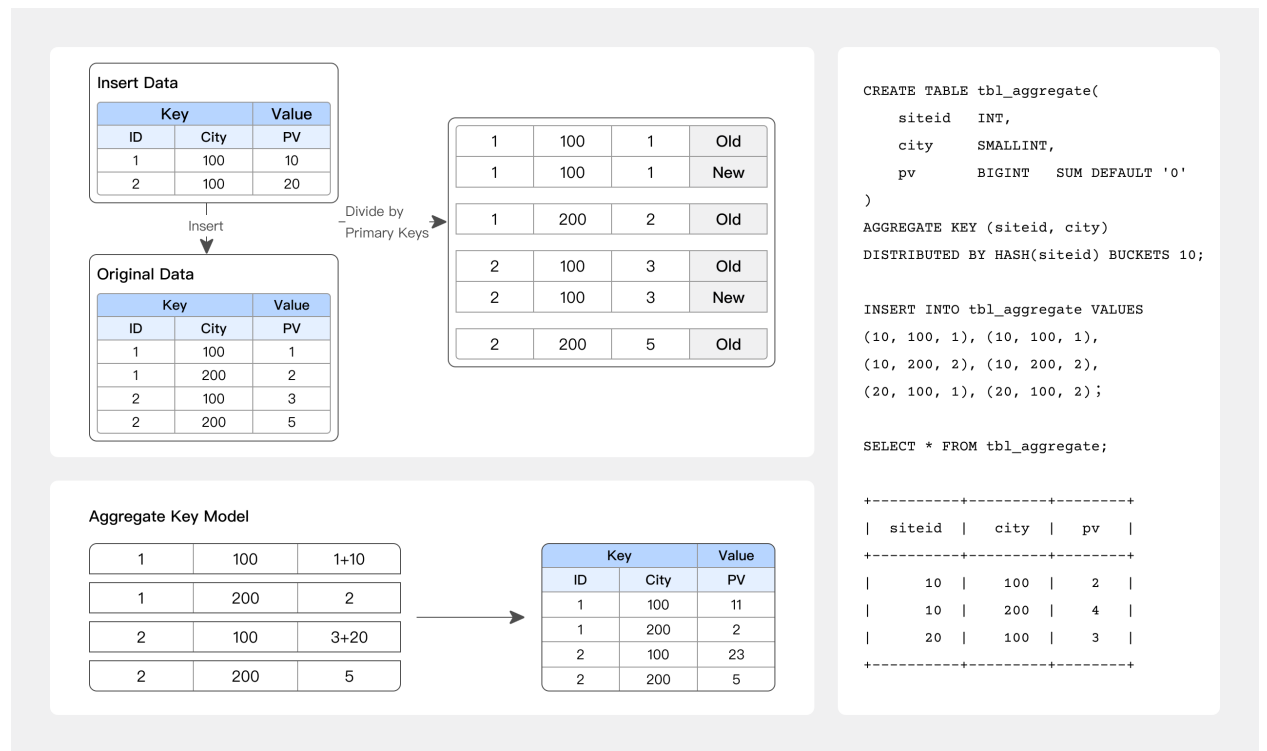 Insert Data
Key Value
ID City PV
1 100 10
2 100 20
Insert
Original Data
Key Value
ID City PV
1 100 1
1 200 2
2 100 3
2 200 5
Divide by
Primary Keys
1 100 1 Old
1 100 1 New
1 200 2 Old
2 100 3 Old
2 100 3 New
2 200 5 Old
Aggregate Key Model
1 100 1+10
1 200 2
2 100 3+20
2 200 5
Key Value
ID City PV
1 100 11
1 200 2
2 100 23
2 200 5
CREATE TABLE tbl_aggregate(
    siteid   INT,
    city     SMALLINT,
    pv       BIGINT   SUM DEFAULT '0'
)
AGGREGATE KEY (siteid, city)
DISTRIBUTED BY HASH(siteid) BUCKETS 10;
INSERT INTO tbl_aggregate VALUES
(10, 100, 1), (10, 100, 1),
(10, 200, 2), (10, 200, 2),
(20, 100, 1), (20, 100, 2);
SELECT * FROM tbl_aggregate;
+----------+---------+--------+
|  siteid  |   city  |   pv   |
+----------+---------+--------+
|      10  |    100  |    2   |
|      10  |    200  |    4   |
|      20  |    100  |    3   |
+----------+---------+--------+